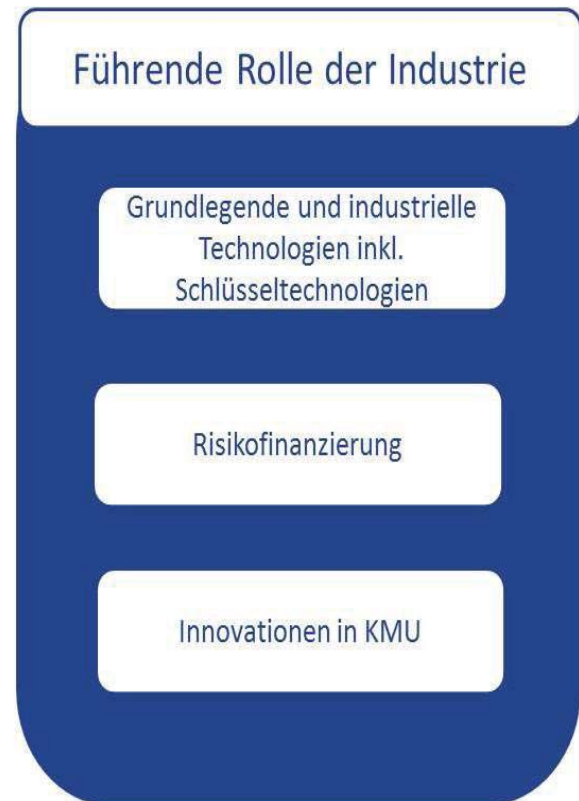 Führende Rolle der Industrie
Grundlegende und industrielle
Technologien inkl.
Schlüsseltechnologien
Risikofinanzierung
Innovationen in KMU